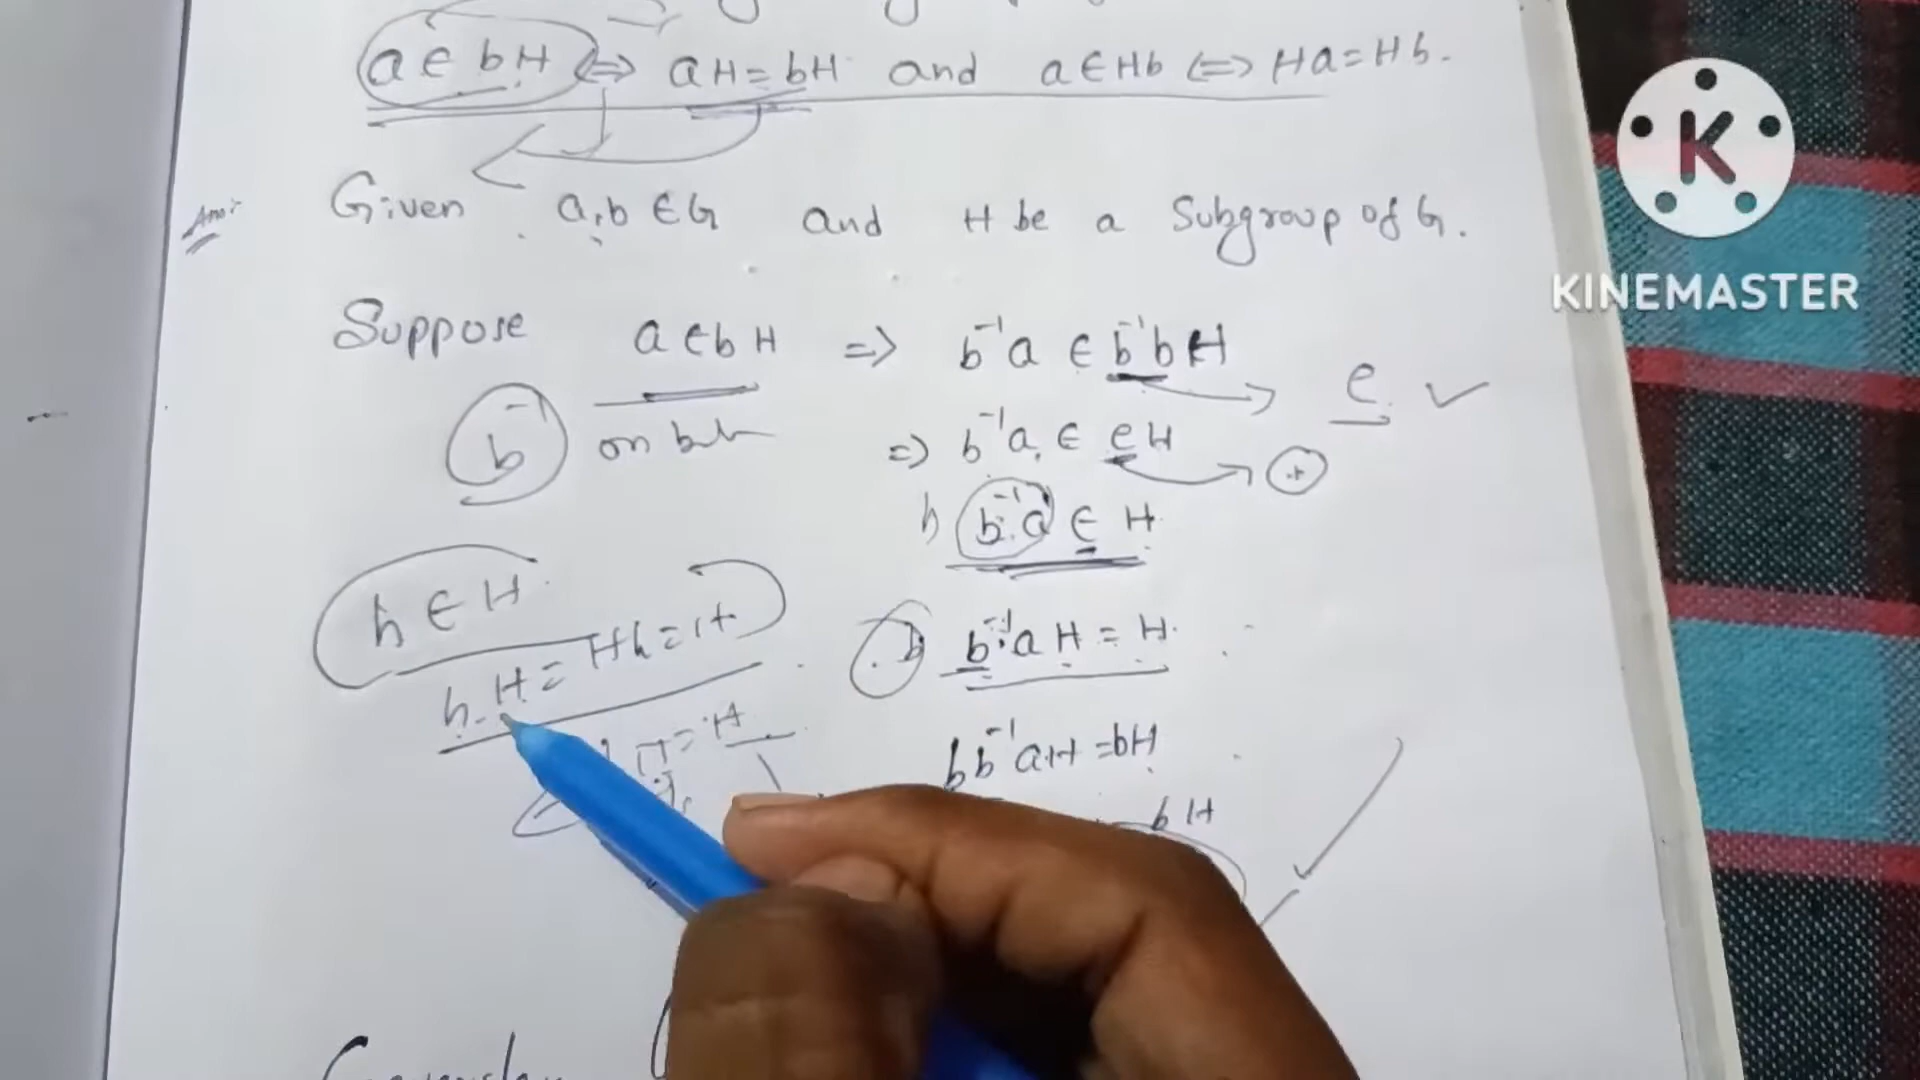 a ∈ bH ⇔ aH = bH and a ∈ Hb ⇔ Ha = Hb.
Ans:
Given a, b ∈ G and H be a Subgroup of G.
Suppose a ∈ bH ⇒ b⁻¹a ∈ b⁻¹bH
e ✓
b⁻¹ on b/h
⇒ b⁻¹a ∈ eH
h b⁻¹a ∈ H
h ∈ H
h.H = Hh = H
b⁻¹aH = H.
H = H
bb⁻¹aH = bH
bH
K
KINEMASTER